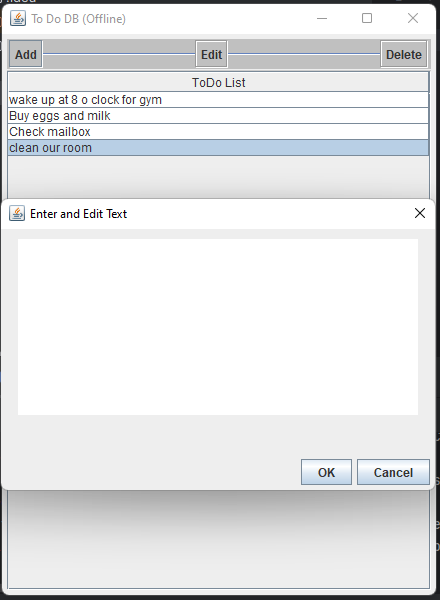 To Do DB (Offline)
Add Edit Delete
ToDo List
wake up at 8 o clock for gym
Buy eggs and milk
Check mailbox
clean our room
Enter and Edit Text
OK Cancel